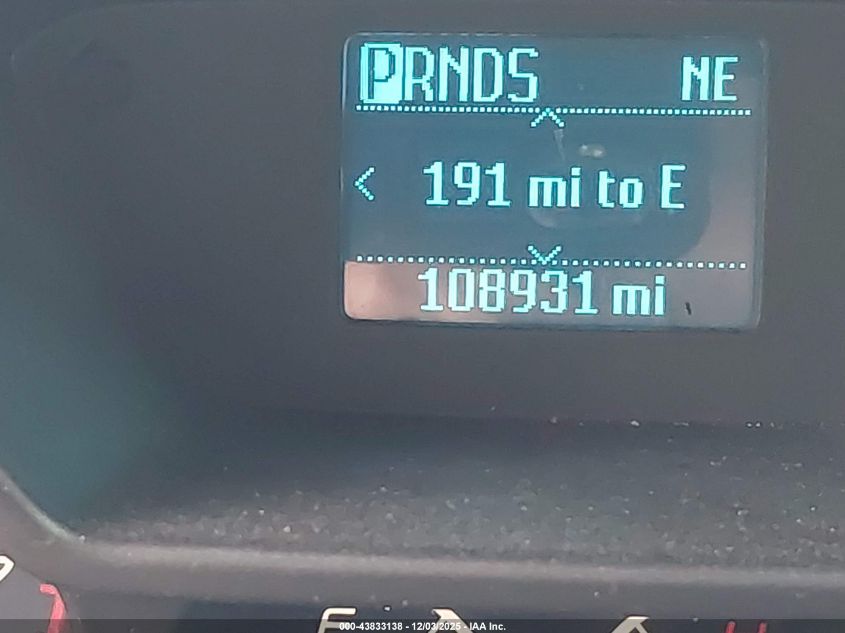 PRNDS NE
191 mi to E
108931 mi
000-43833138 - 12/03/2025 - IAA Inc.